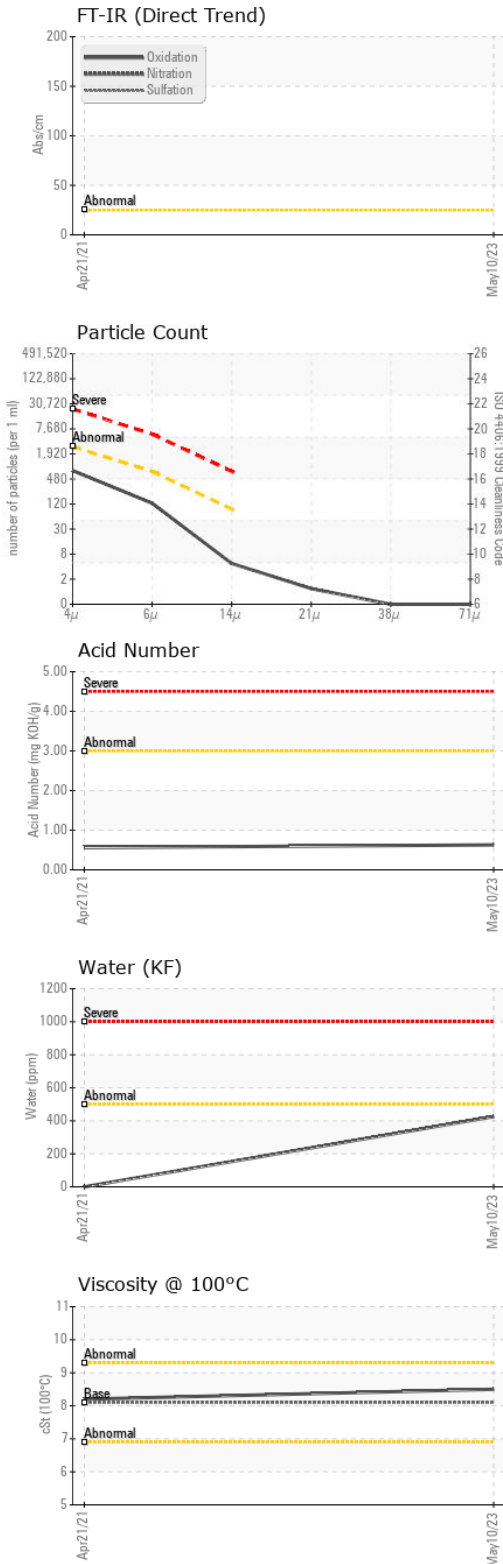 FT-IR (Direct Trend)
200
150
100
50
0
Abs/cm
Oxidation
Nitration
Sulfation
Abnormal
Apr21/21
May10/23
Particle Count
491,520
122,880
30,720
7,680
1,920
480
120
30
8
2
0
number of particles (per 1 ml)
Severe
Abnormal
26
24
22
20
18
16
14
12
10
8
6
ISO 4406:1999 Cleanliness Code
4µ
6µ
14µ
21µ
38µ
71µ
Acid Number
5.00
4.00
3.00
2.00
1.00
0.00
Acid Number (mg KOH/g)
Severe
Abnormal
Apr21/21
May10/23
Water (KF)
1200
1000
800
600
400
200
0
Water (ppm)
Severe
Abnormal
Apr21/21
May10/23
Viscosity @ 100°C
11
10
9
8
7
6
5
cSt (100°C)
Abnormal
Base
Abnormal
Apr21/21
May10/23